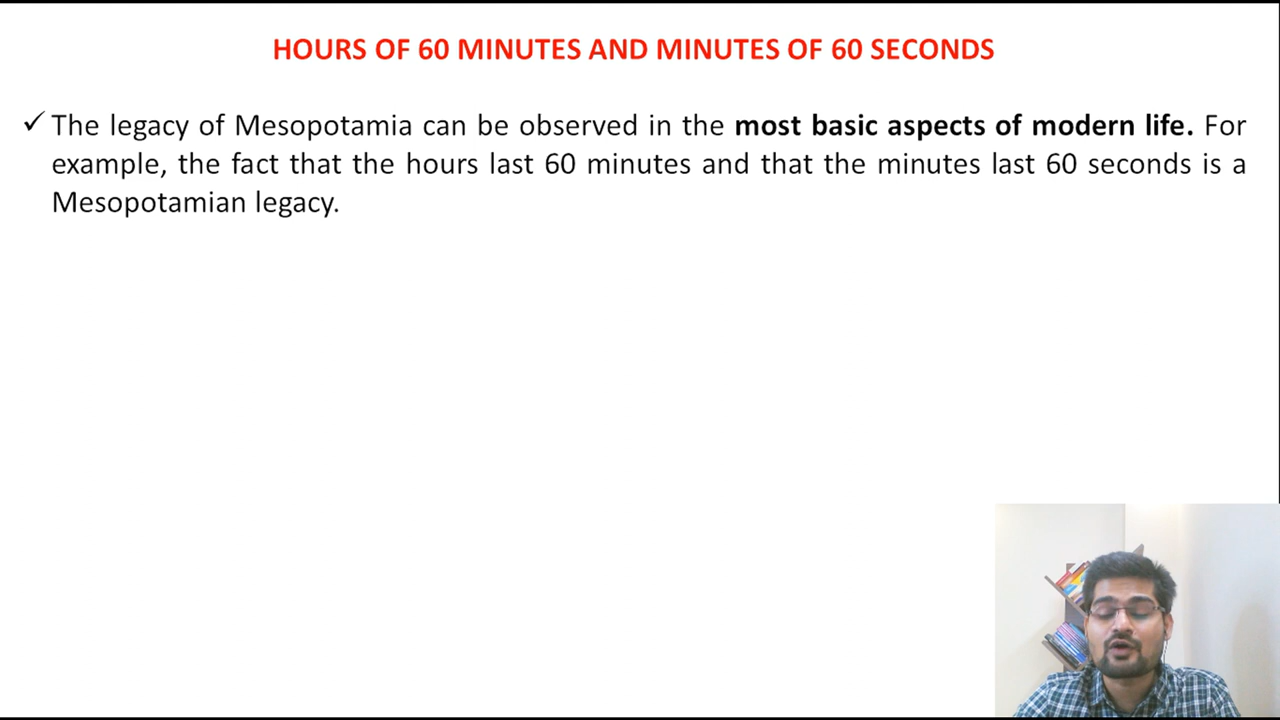 HOURS OF 60 MINUTES AND MINUTES OF 60 SECONDS
✓ The legacy of Mesopotamia can be observed in the most basic aspects of modern life. For
example, the fact that the hours last 60 minutes and that the minutes last 60 seconds is a
Mesopotamian legacy.